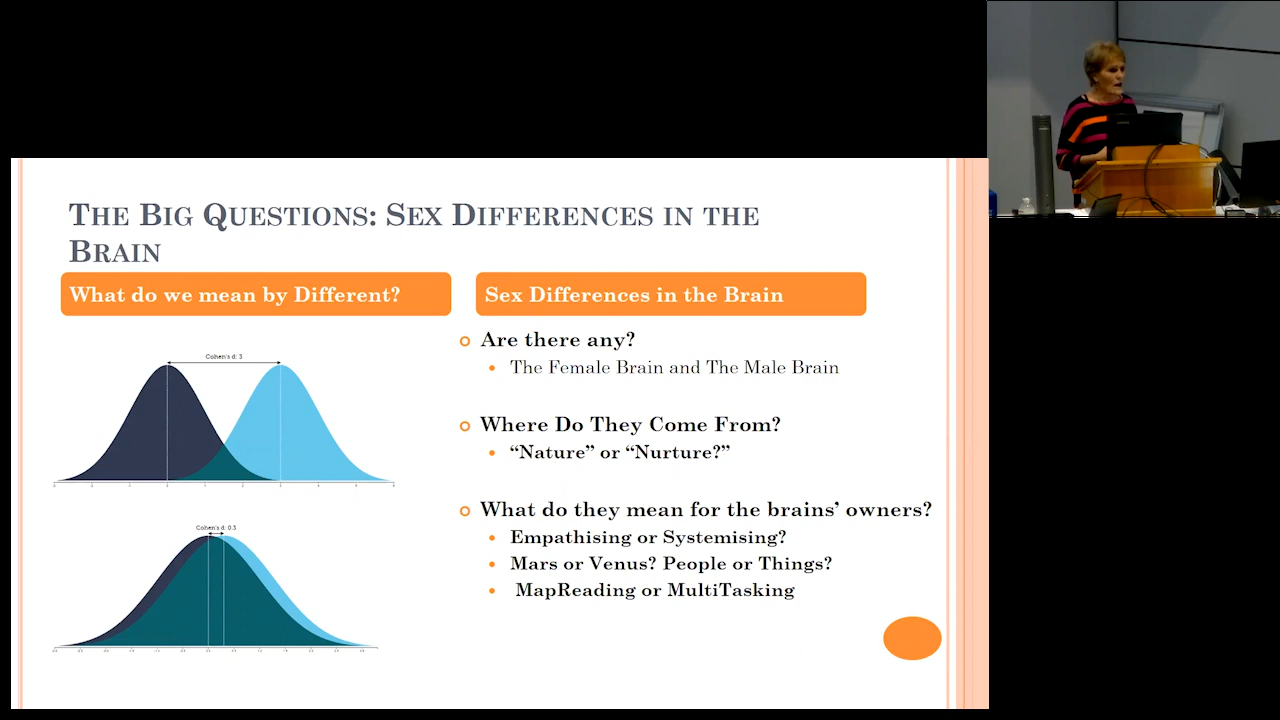 THE BIG QUESTIONS: SEX DIFFERENCES IN THE
BRAIN
What do we mean by Different?
Cohen's d: 3
Cohen's d: 0.3
Sex Differences in the Brain
Are there any?
• The Female Brain and The Male Brain
Where Do They Come From?
• “Nature” or “Nurture?”
What do they mean for the brains’ owners?
• Empathising or Systemising?
• Mars or Venus? People or Things?
• MapReading or MultiTasking